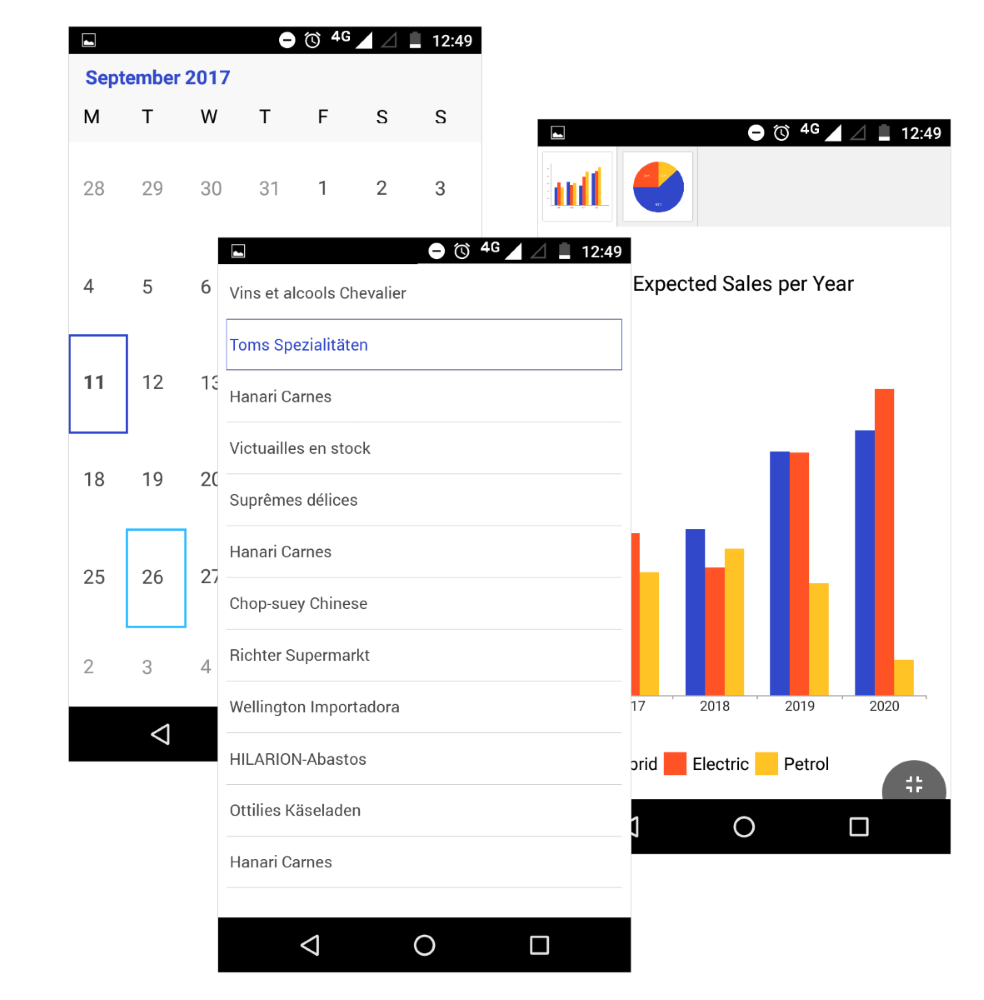 12:49
September 2017
M T W T F S S
28 29 30 31 1 2 3
4 5 6
11 12 13
18 19 20
25 26 27
2 3 4
4G 12:49
Vins et alcools Chevalier
Toms Spezialitäten
Hanari Carnes
Victuailles en stock
Suprêmes délices
Hanari Carnes
Chop-suey Chinese
Richter Supermarkt
Wellington Importadora
HILARION-Abastos
Ottilies Käseladen
Hanari Carnes
4G 12:49
Expected Sales per Year
17 2018 2019 2020
brid Electric Petrol